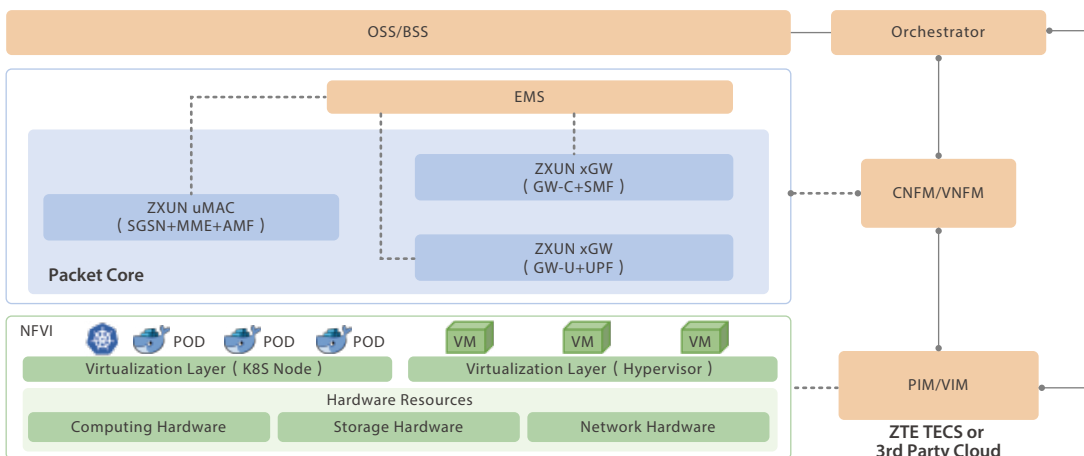 OSS/BSS
Orchestrator
EMS
ZXUN xGW
( GW-C+SMF )
ZXUN uMAC
( SGSN+MME+AMF )
CNFM/VNFM
ZXUN xGW
( GW-U+UPF )
Packet Core
NFVI
POD
POD
POD
VM
VM
VM
Virtualization Layer ( K8S Node )
Virtualization Layer ( Hypervisor )
PIM/VIM
Hardware Resources
Computing Hardware
Storage Hardware
Network Hardware
ZTE TECS or
3rd Party Cloud